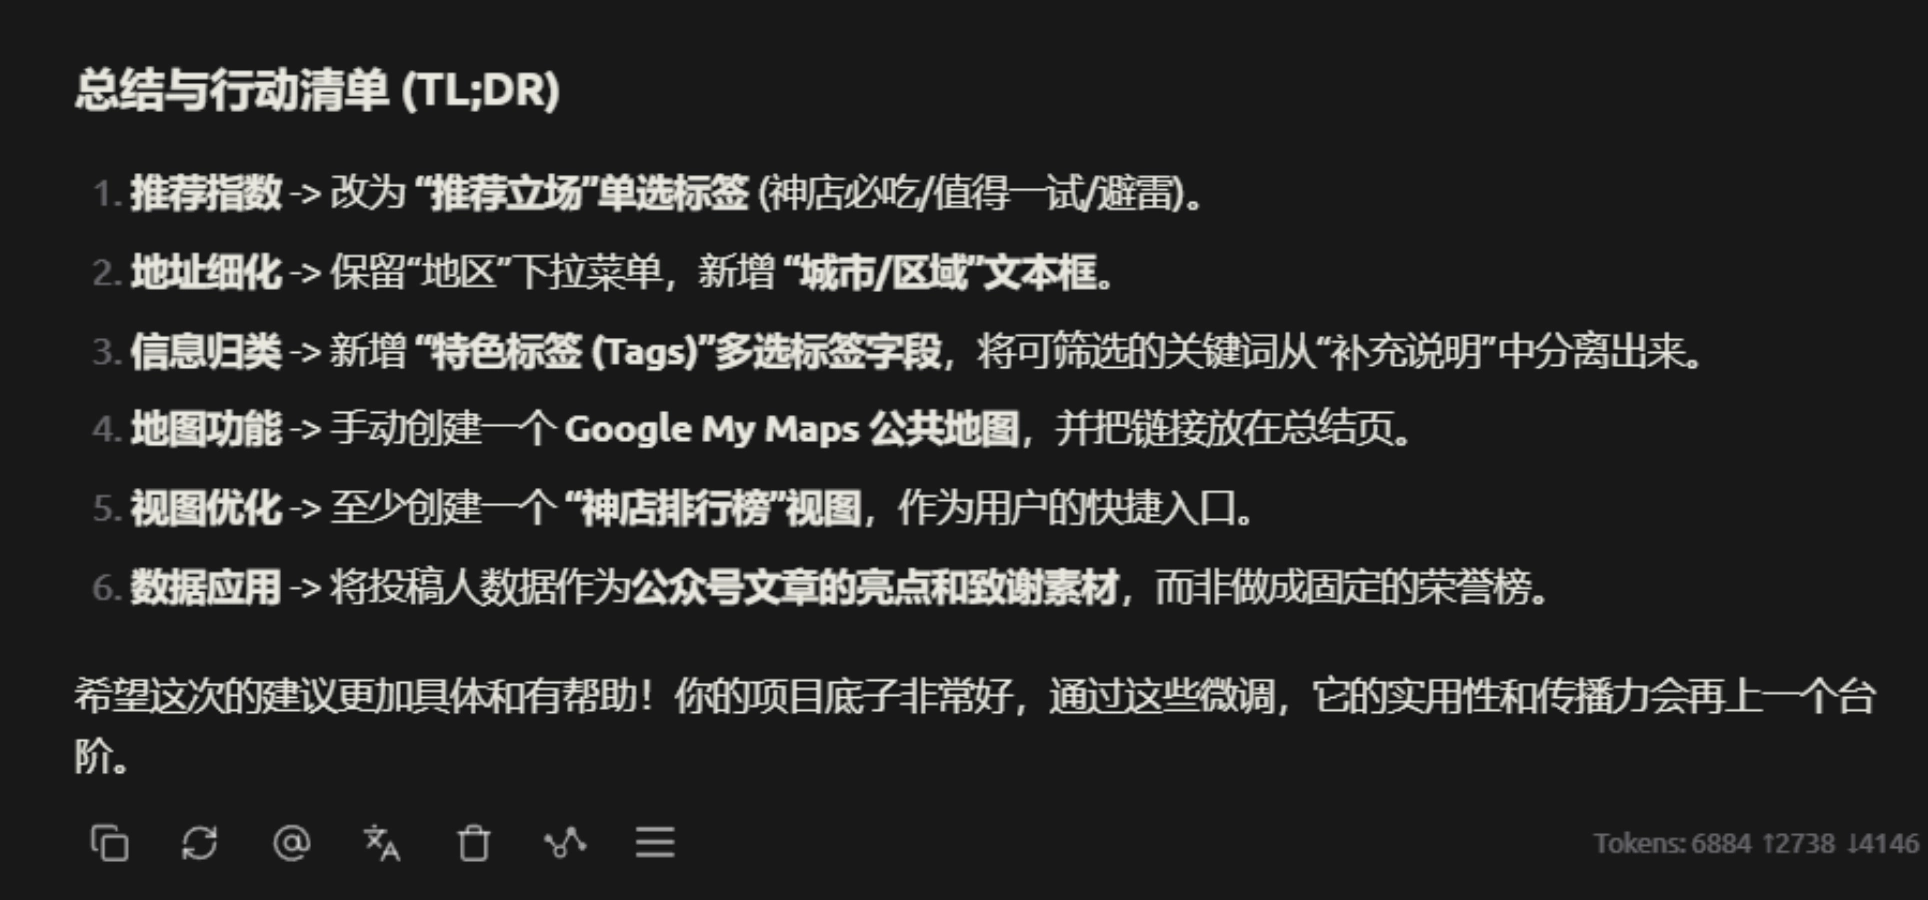 总结与行动清单 (TL;DR)
1. 推荐指数 -> 改为 “推荐立场”单选标签 (神店必吃/值得一试/避雷)。
2. 地址细化 -> 保留“地区”下拉菜单，新增 “城市/区域”文本框。
3. 信息归类 -> 新增 “特色标签 (Tags)”多选标签字段，将可筛选的关键词从“补充说明”中分离出来。
4. 地图功能 -> 手动创建一个 Google My Maps 公共地图，并把链接放在总结页。
5. 视图优化 -> 至少创建一个 “神店排行榜”视图，作为用户的快捷入口。
6. 数据应用 -> 将投稿人数据作为公众号文章的亮点和致谢素材，而非做成固定的荣誉榜。
希望这次的建议更加具体和有帮助！你的项目底子非常好，通过这些微调，它的实用性和传播力会再上一个台
阶。
Tokens: 6884 ↑2738 ↓4146